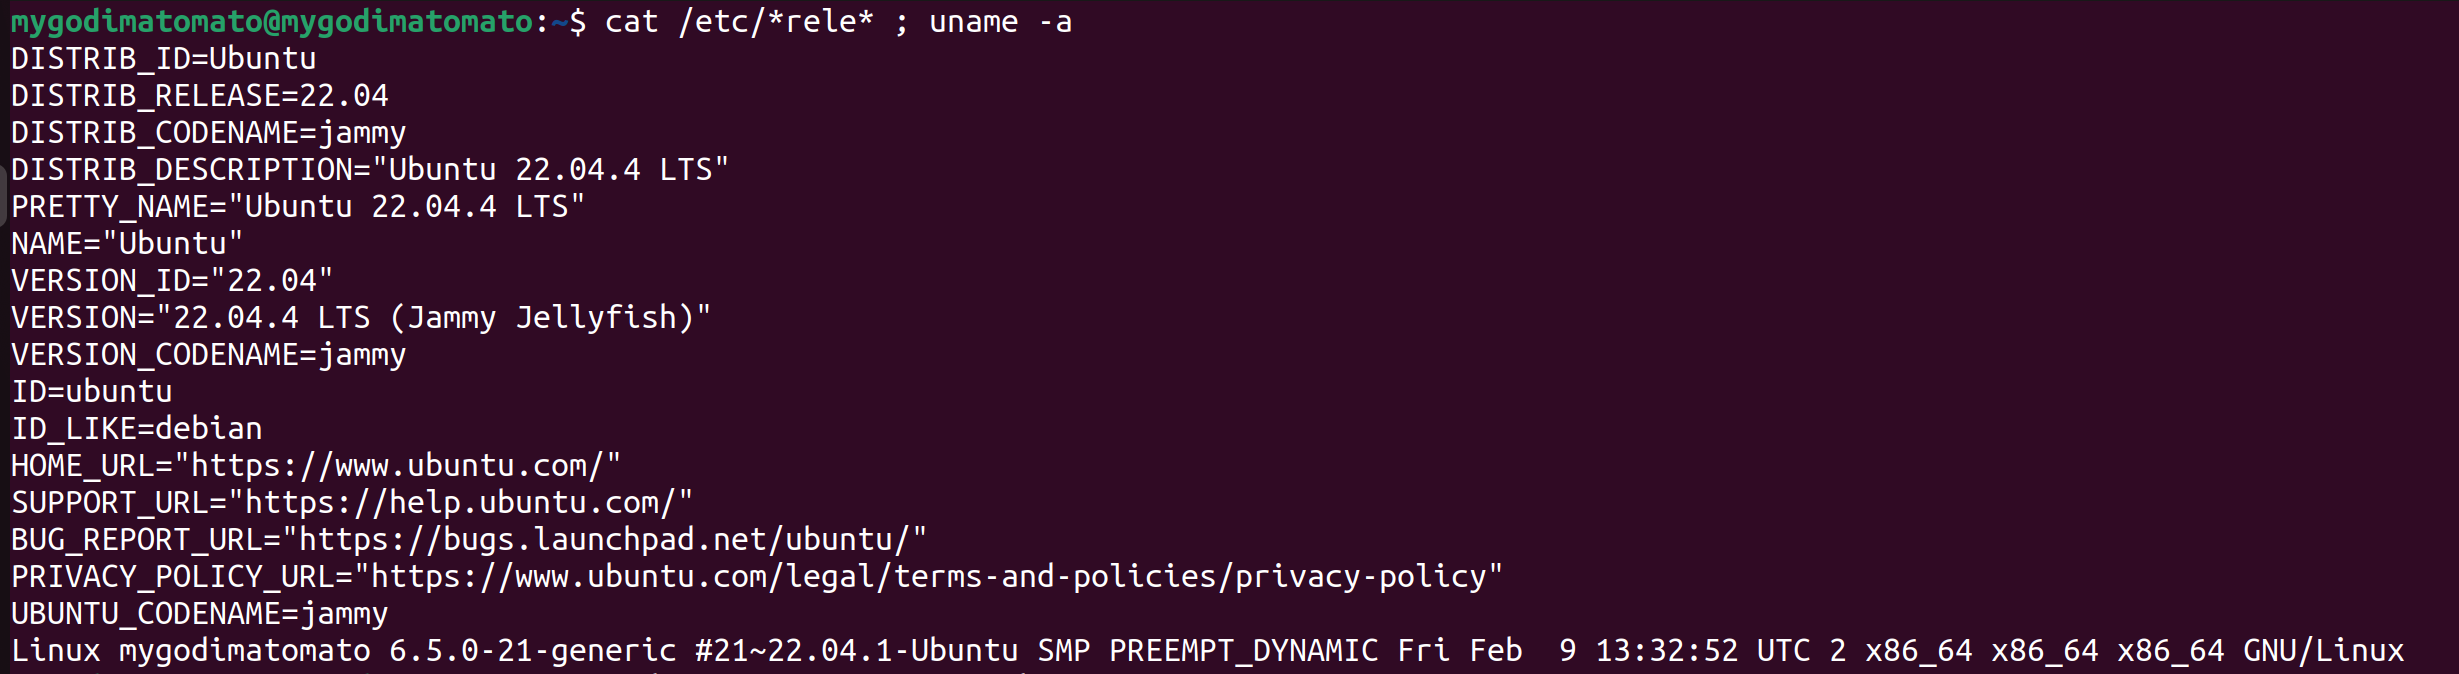 mygodimatomato@mygodimatomato:~$ cat /etc/*rele* ; uname -a
DISTRIB_ID=Ubuntu
DISTRIB_RELEASE=22.04
DISTRIB_CODENAME=jammy
DISTRIB_DESCRIPTION="Ubuntu 22.04.4 LTS"
PRETTY_NAME="Ubuntu 22.04.4 LTS"
NAME="Ubuntu"
VERSION_ID="22.04"
VERSION="22.04.4 LTS (Jammy Jellyfish)"
VERSION_CODENAME=jammy
ID=ubuntu
ID_LIKE=debian
HOME_URL="https://www.ubuntu.com/"
SUPPORT_URL="https://help.ubuntu.com/"
BUG_REPORT_URL="https://bugs.launchpad.net/ubuntu/"
PRIVACY_POLICY_URL="https://www.ubuntu.com/legal/terms-and-policies/privacy-policy"
UBUNTU_CODENAME=jammy
Linux mygodimatomato 6.5.0-21-generic #21~22.04.1-Ubuntu SMP PREEMPT_DYNAMIC Fri Feb  9 13:32:52 UTC 2 x86_64 x86_64 x86_64 GNU/Linux